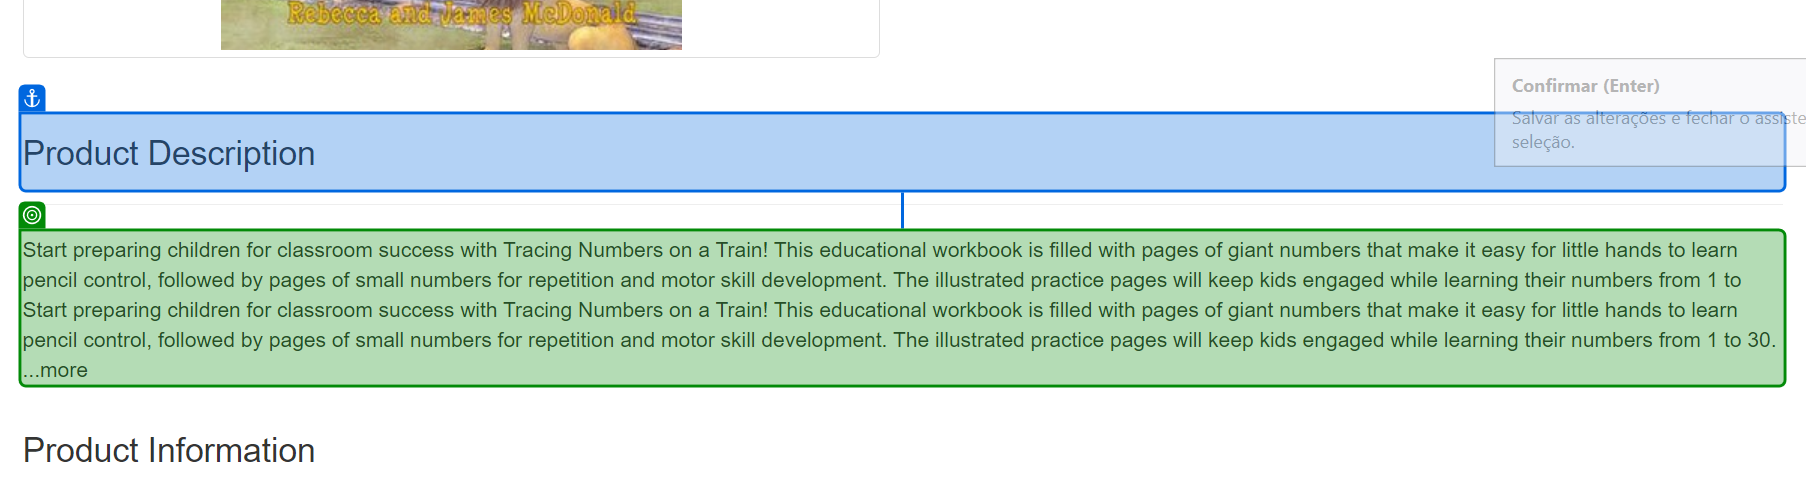 Rebecca and James McDonald
Confirmar (Enter)
Salvar as alterações e fechar o assiste
seleção.
Product Description
Start preparing children for classroom success with Tracing Numbers on a Train! This educational workbook is filled with pages of giant numbers that make it easy for little hands to learn
pencil control, followed by pages of small numbers for repetition and motor skill development. The illustrated practice pages will keep kids engaged while learning their numbers from 1 to
Start preparing children for classroom success with Tracing Numbers on a Train! This educational workbook is filled with pages of giant numbers that make it easy for little hands to learn
pencil control, followed by pages of small numbers for repetition and motor skill development. The illustrated practice pages will keep kids engaged while learning their numbers from 1 to 30.
...more
Product Information